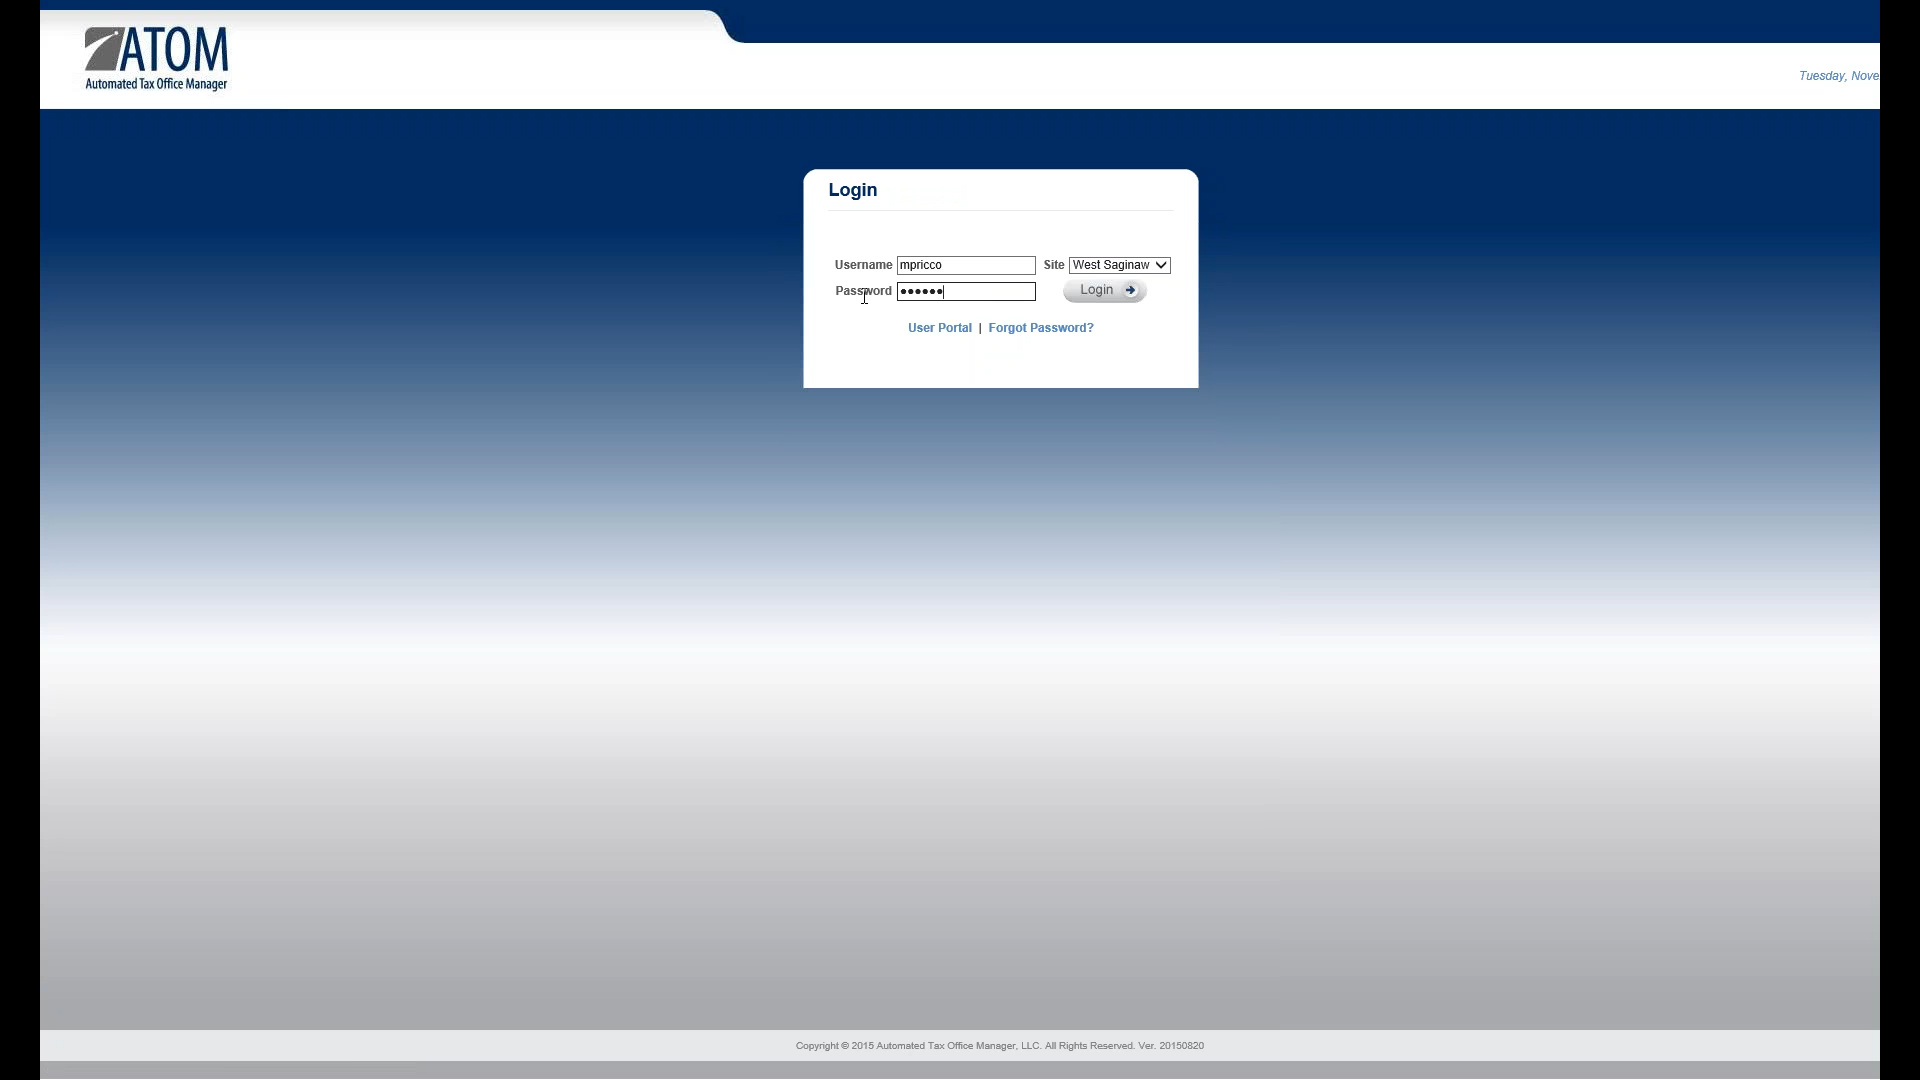 ATOM
Automated Tax Office Manager
Tuesday, Nove
Login
Username mpricco Site West Saginaw
Password •••••• Login
User Portal | Forgot Password?
Copyright © 2015 Automated Tax Office Manager, LLC. All Rights Reserved. Ver. 20150820